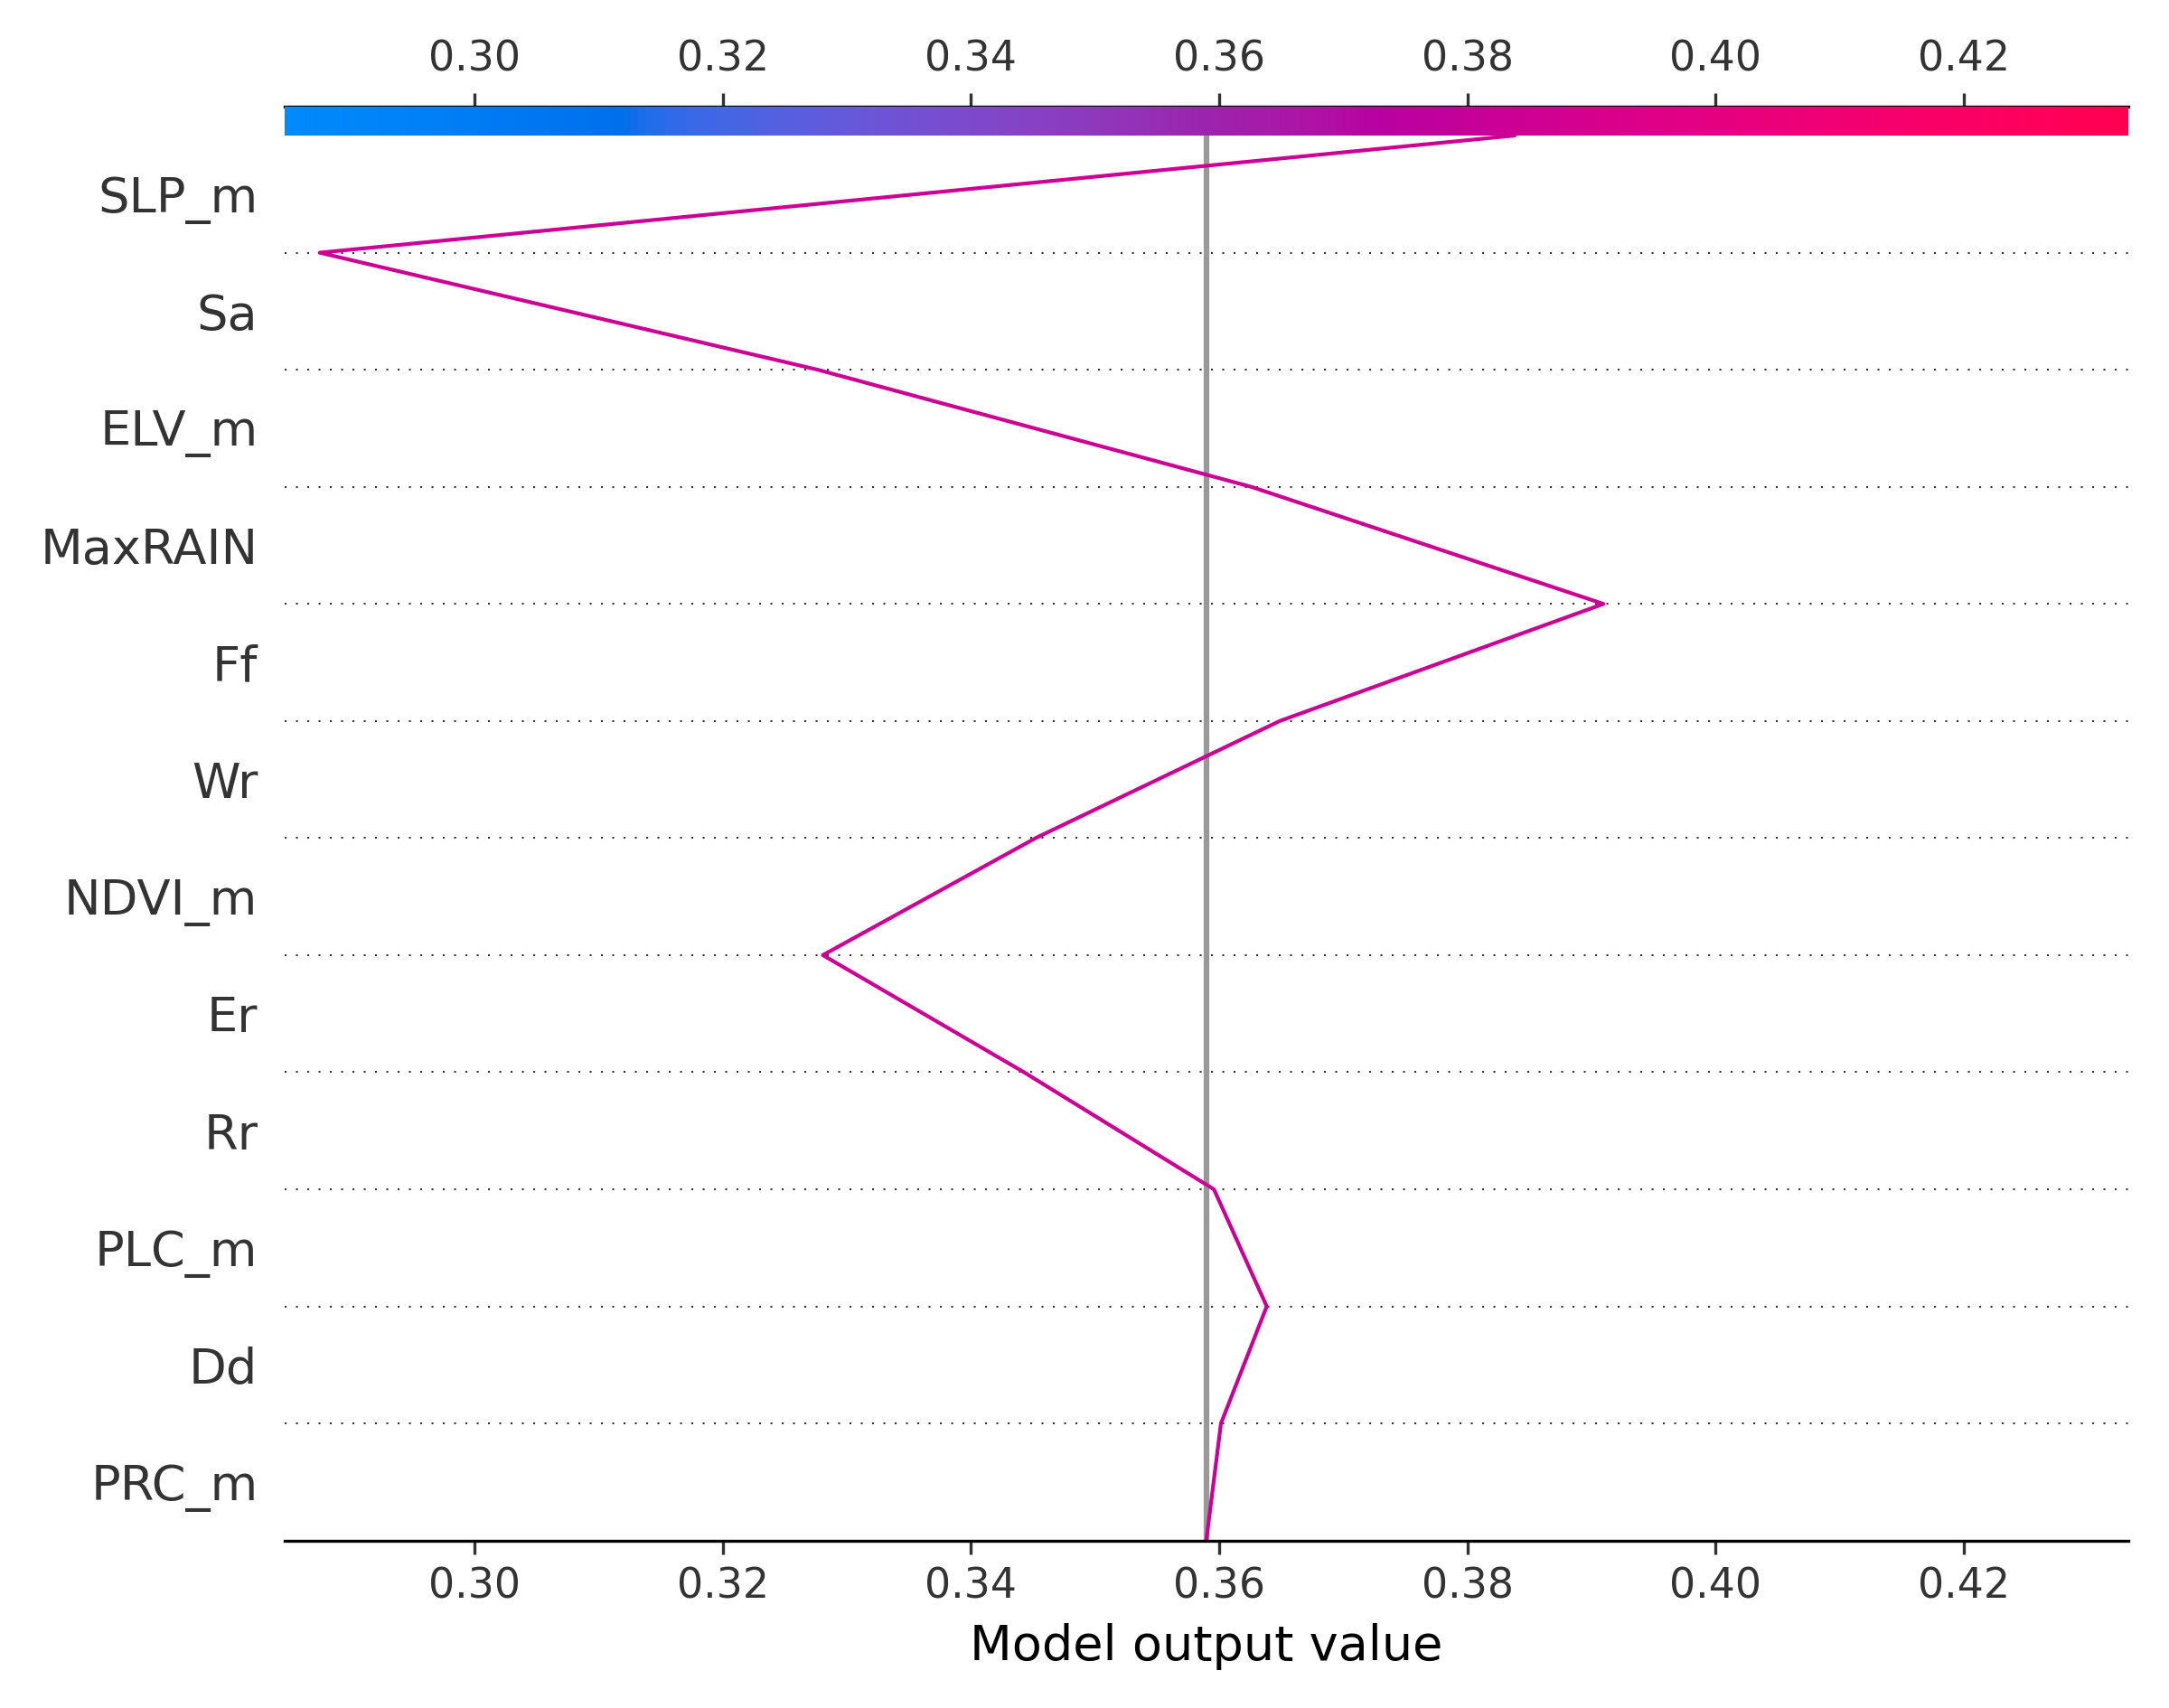 0.30 0.32 0.34 0.36 0.38 0.40 0.42
SLP_m
Sa
ELV_m
MaxRAIN
Ff
Wr
NDVI_m
Er
Rr
PLC_m
Dd
PRC_m
0.30 0.32 0.34 0.36 0.38 0.40 0.42
Model output value